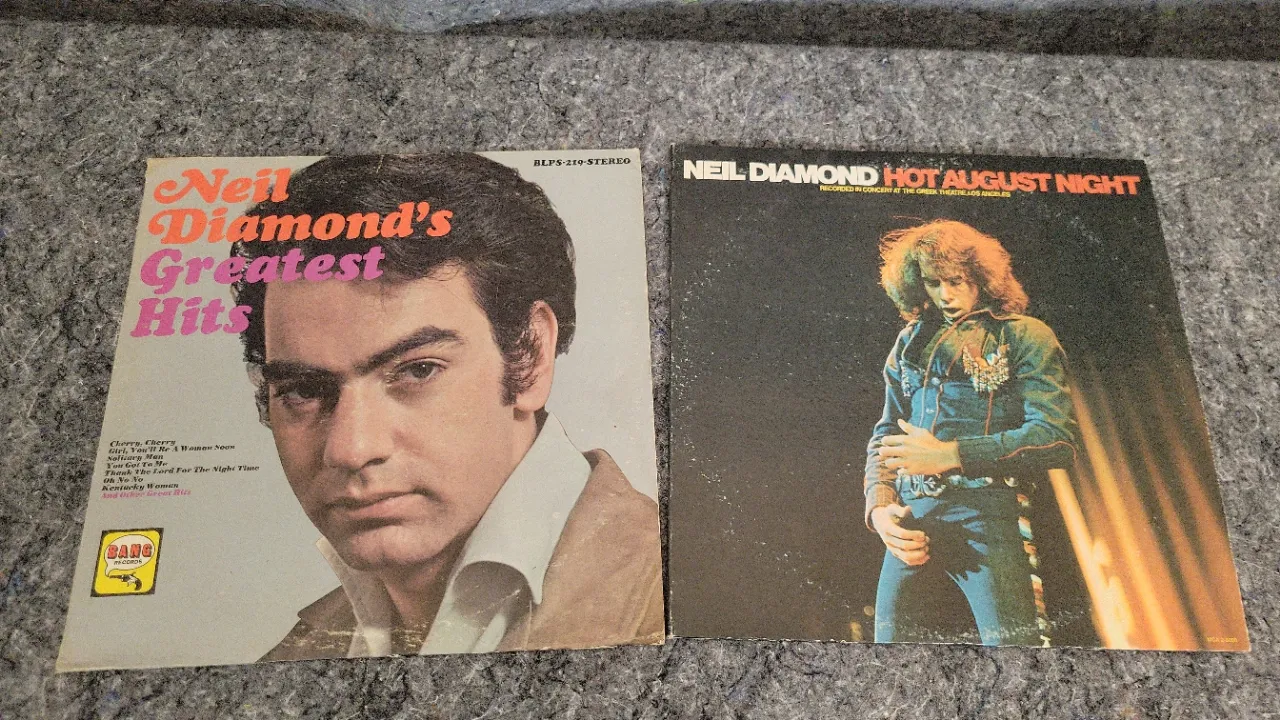 Neil
Diamond's
Greatest
Hits
BLPS-219-STEREO
Cherry, Cherry
Girl, You'll Be A Woman Soon
Solitary Man
You Got To Me
Thank The Lord For The Night Time
Oh No No
Kentucky Woman
And Other Great Hits
BANG
RECORDS
NEIL DIAMOND HOT AUGUST NIGHT
RECORDED IN CONCERT AT THE GREEK THEATRE, LOS ANGELES